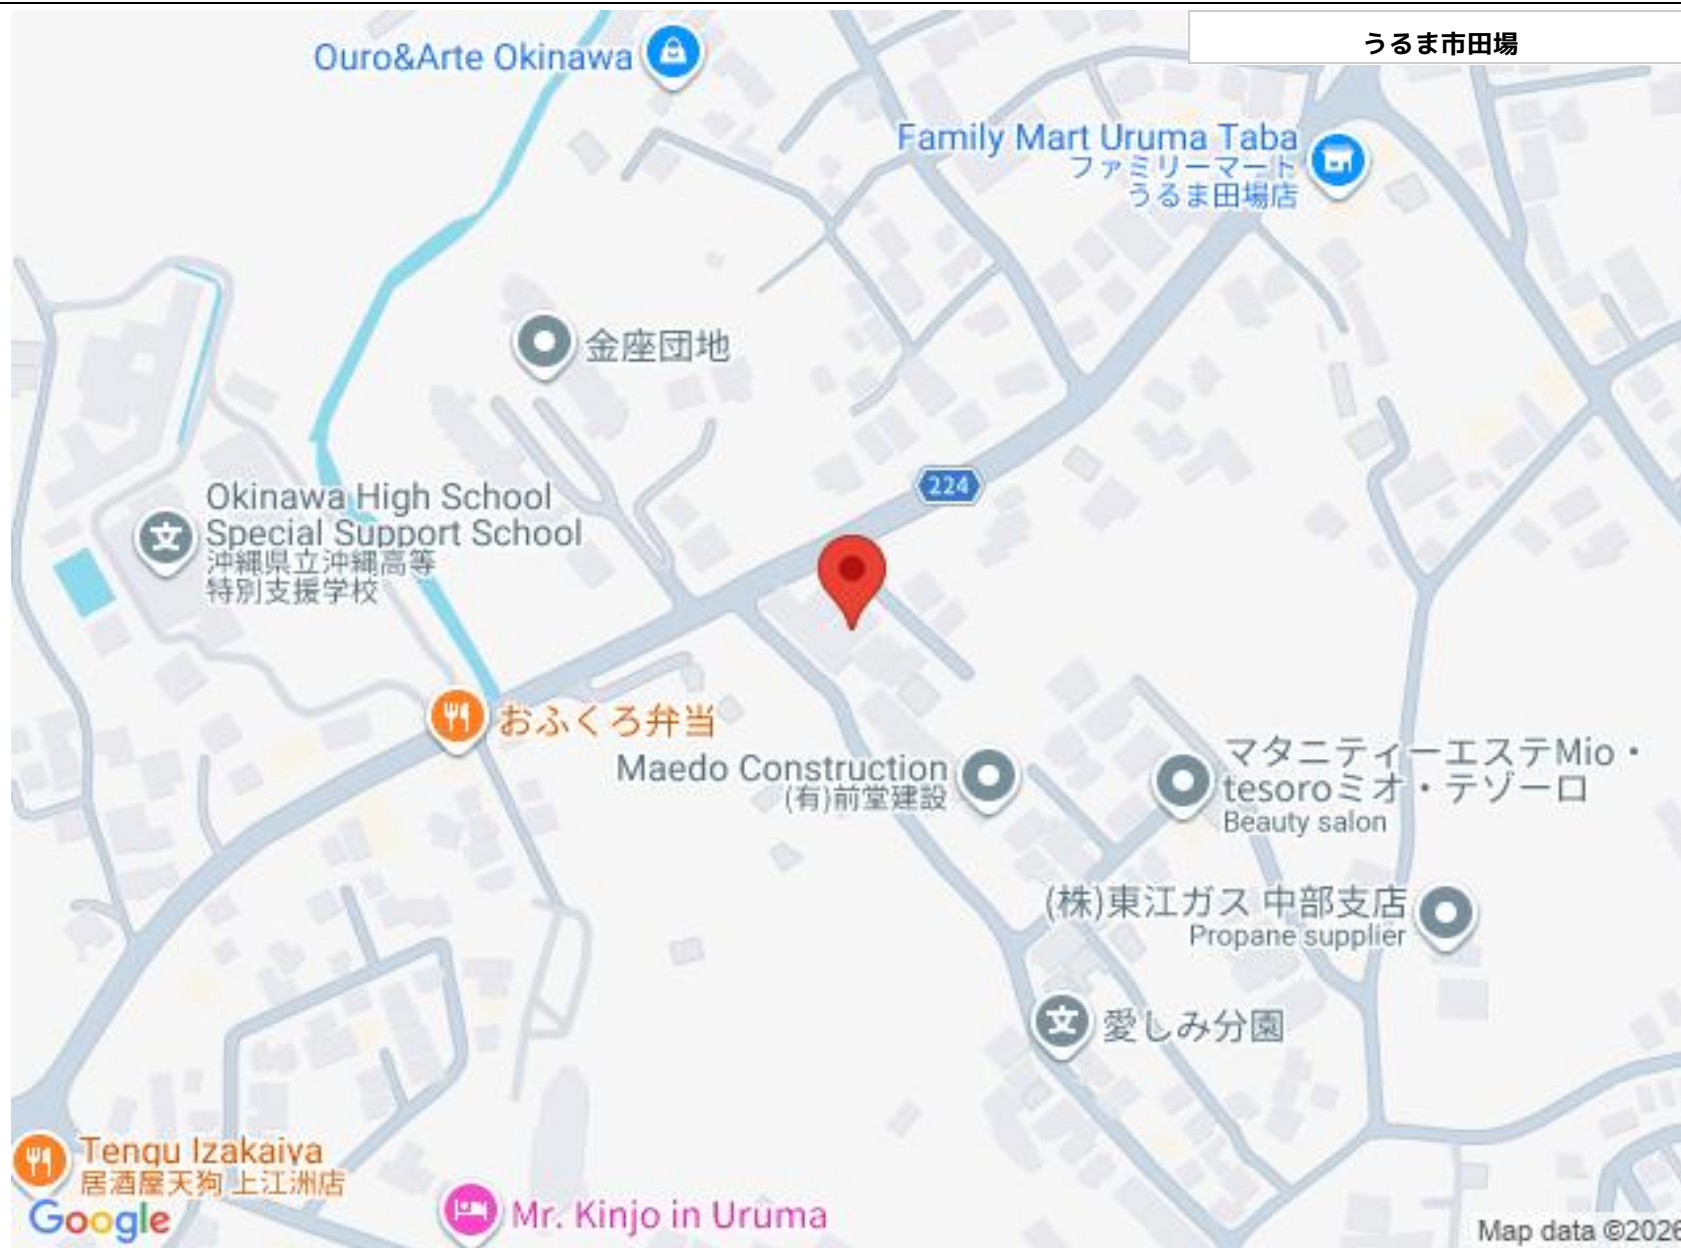 うるま市田場
Ouro&Arte Okinawa
Family Mart Uruma Taba
ファミリーマート
うるま田場店
金座団地
224
Okinawa High School
Special Support School
沖縄県立沖縄高等
特別支援学校
おふくろ弁当
Maedo Construction
(有)前堂建設
マタニティーエステMio・
tesoroミオ・テゾーロ
Beauty salon
(株)東江ガス 中部支店
Propane supplier
愛しみ分園
Tengu Izakaiya
居酒屋天狗 上江洲店
Mr. Kinjo in Uruma
Google
Map data ©2026